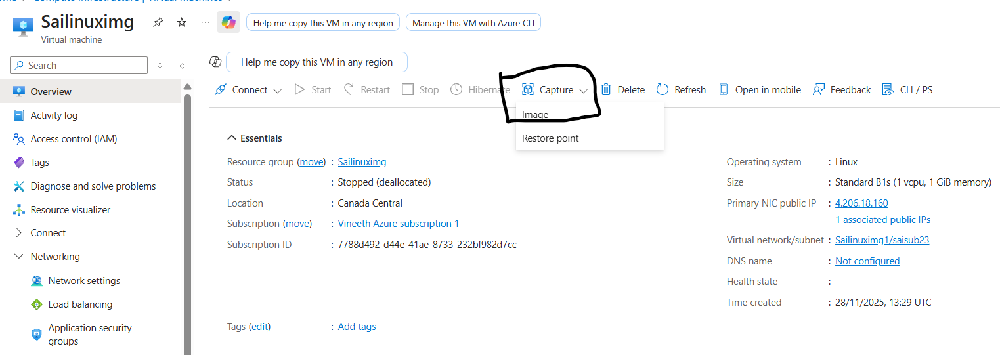 Compute infrastructure | Virtual machines
Sailinuximg
Virtual machine
Help me copy this VM in any region
Manage this VM with Azure CLI
Search
Help me copy this VM in any region
Connect Start Restart Stop Hibernate Capture Delete Refresh Open in mobile Feedback CLI / PS
Image
Restore point
Overview
Activity log
Access control (IAM)
Tags
Diagnose and solve problems
Resource visualizer
Connect
Networking
Network settings
Load balancing
Application security
groups
Essentials
Resource group (move) : Sailinuximg
Status : Stopped (deallocated)
Location : Canada Central
Subscription (move) : Vineeth Azure subscription 1
Subscription ID : 7788d492-d44e-41ae-8733-232bf982d7cc
Operating system : Linux
Size : Standard B1s (1 vcpu, 1 GiB memory)
Primary NIC public IP : 4.206.18.160
1 associated public IPs
Virtual network/subnet : Sailinuximg1/saisub23
DNS name : Not configured
Health state : -
Time created : 28/11/2025, 13:29 UTC
Tags (edit) : Add tags